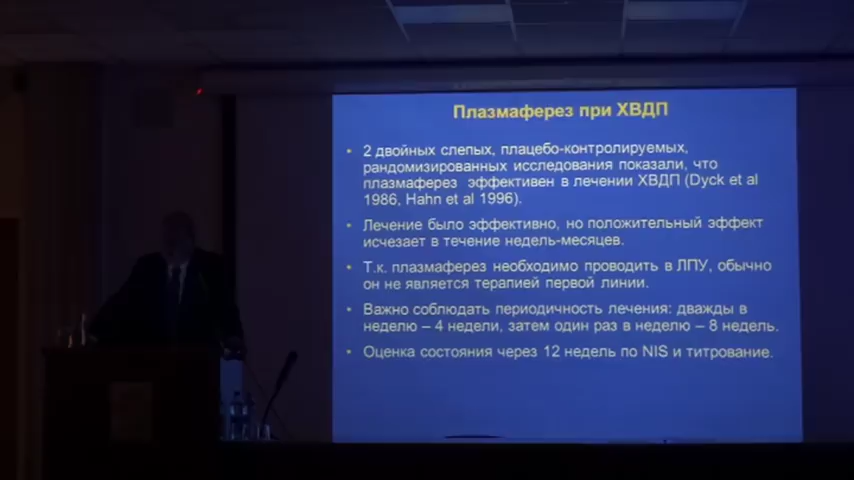 Плазмаферез при ХВДП
• 2 двойных слепых, плацебо-контролируемых,
рандомизированных исследования показали, что
плазмаферез эффективен в лечении ХВДП (Dyck et al
1986, Hahn et al 1996).
• Лечение было эффективно, но положительный эффект
исчезает в течение недель-месяцев.
• Т.к. плазмаферез необходимо проводить в ЛПУ, обычно
он не является терапией первой линии.
• Важно соблюдать периодичность лечения: дважды в
неделю – 4 недели, затем один раз в неделю – 8 недель.
• Оценка состояния через 12 недель по NIS и титрование.